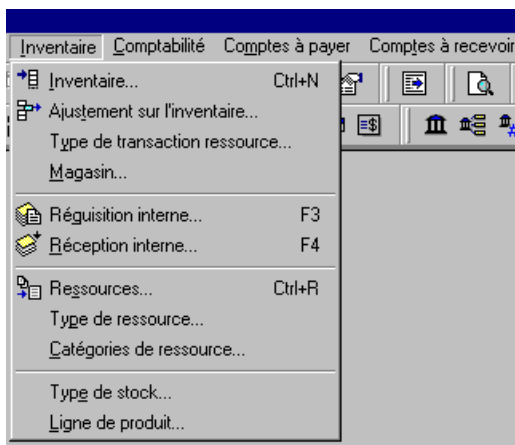 Inventaire Comptabilité Comptes à payer Comptes à recevoir
Inventaire... Ctrl+N
Ajustement sur l'inventaire...
Type de transaction ressource...
Magasin...
Réguisition interne... F3
Réception interne... F4
Ressources... Ctrl+R
Type de ressource...
Catégories de ressource...
Type de stock...
Ligne de produit...